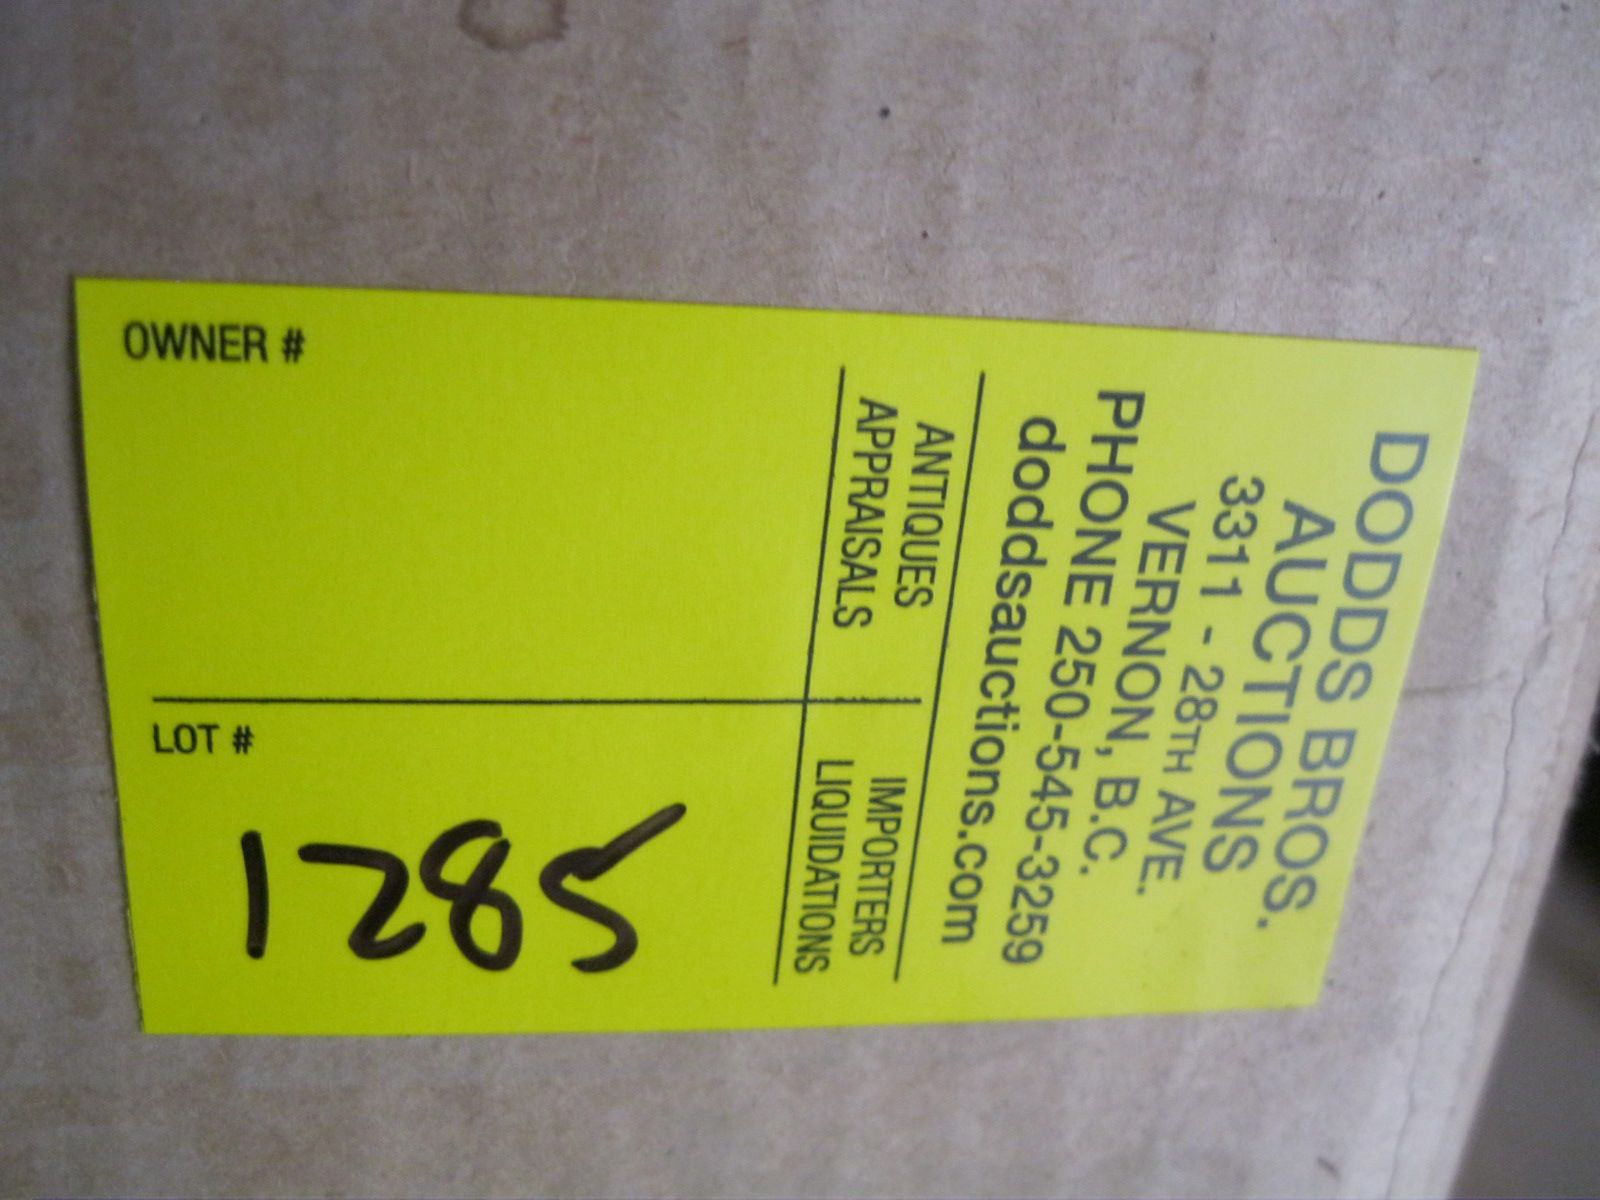 DODDS BROS.
AUCTIONS
3311 - 28TH AVE.
VERNON, B.C.
PHONE 250-545-3259
doddsauctions.com
ANTIQUES
APPRAISALS
IMPORTERS
LIQUIDATIONS
OWNER #
LOT #
1285